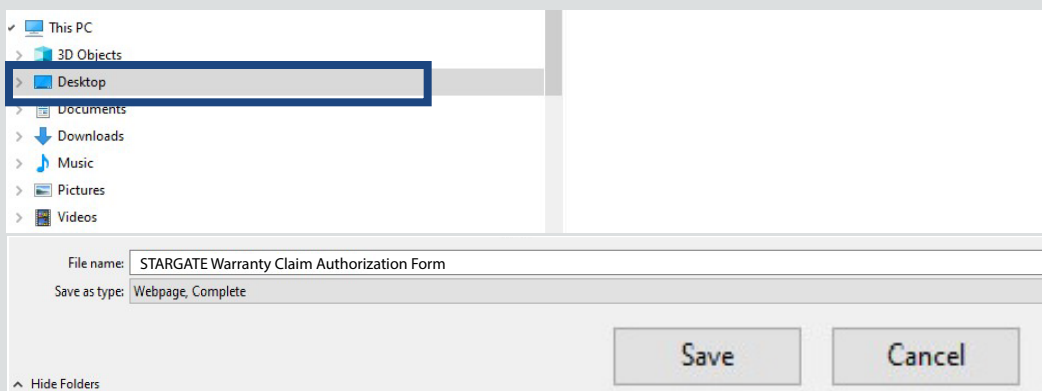 This PC
3D Objects
Desktop
Documents
Downloads
Music
Pictures
Videos
File name: STARGATE Warranty Claim Authorization Form
Save as type: Webpage, Complete
Save Cancel
Hide Folders